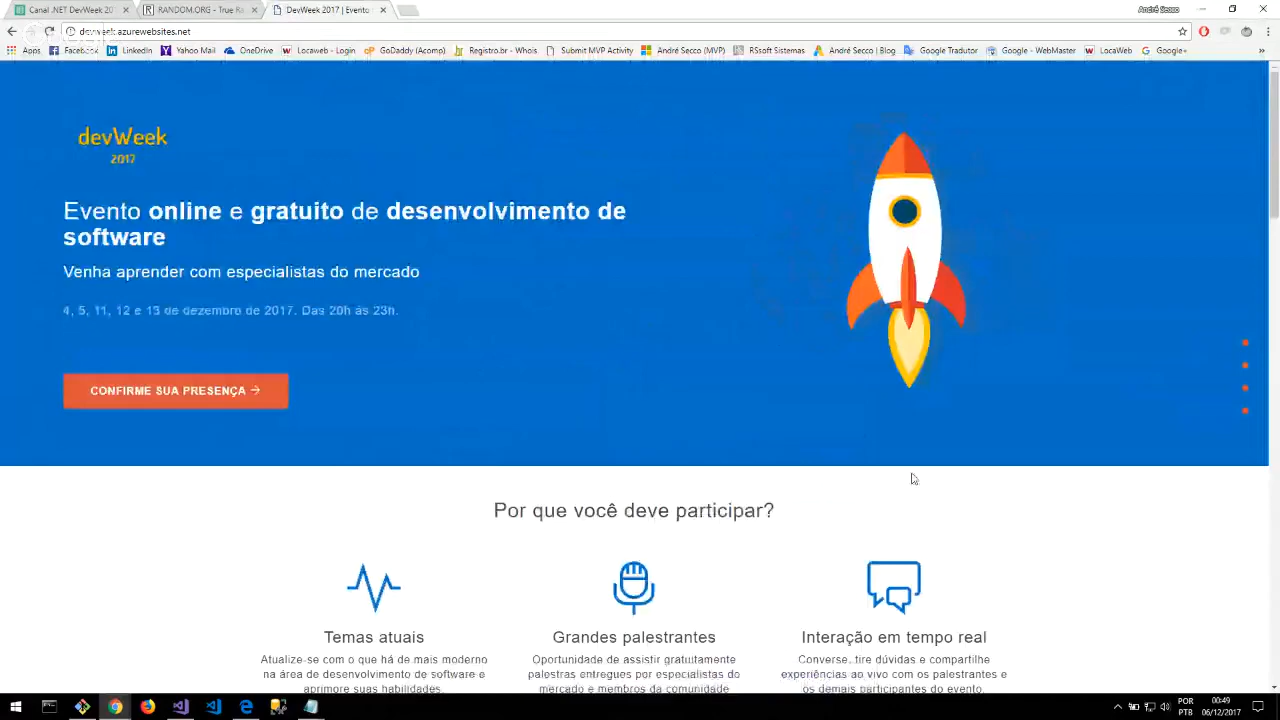 Canal .NET DevWeek 20
RANDOM.ORG - True Ra
DevWeek 2017 | Evento
André Secco
devweek.azurewebsites.net
Apps
Facebook
LinkedIn
Yahoo Mail
OneDrive
Locaweb - Login
GoDaddy (Acomp)
Registro.br - Whois
Submit MVP Activity
André Secco (MVP)
RSsoft Sistemas
André Secco | Blog
Google Tradutor
Google - WebMaster
LocaWeb
Google+
devWeek
2017
Evento online e gratuito de desenvolvimento de
software
Venha aprender com especialistas do mercado
4, 5, 11, 12 e 13 de dezembro de 2017. Das 20h às 23h.
CONFIRME SUA PRESENÇA →
Por que você deve participar?
Temas atuais
Atualize-se com o que há de mais moderno
na área de desenvolvimento de software e
aprimore suas habilidades.
Grandes palestrantes
Oportunidade de assistir gratuitamente
palestras entregues por especialistas do
mercado e membros da comunidade
Interação em tempo real
Converse, tire dúvidas e compartilhe
experiências ao vivo com os palestrantes e
os demais participantes do evento.
POR
PTB
00:49
06/12/2017